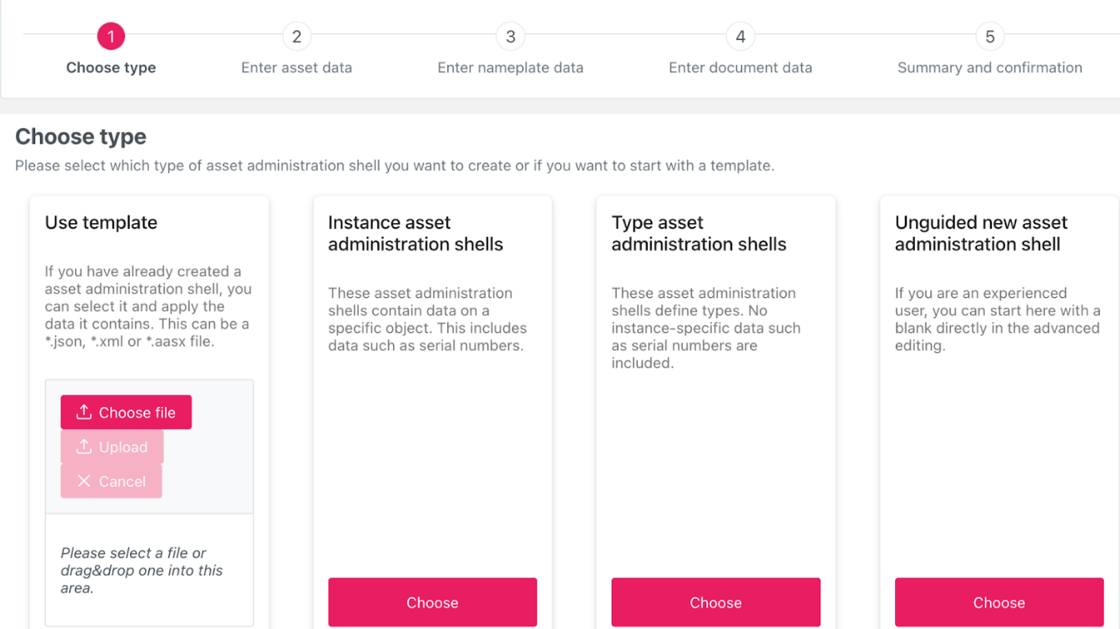 1
2
3
4
5
Choose type
Enter asset data
Enter nameplate data
Enter document data
Summary and confirmation
Choose type
Please select which type of asset administration shell you want to create or if you want to start with a template.
Use template
If you have already created a
asset administration shell, you
can select it and apply the
data it contains. This can be a
*.json, *.xml or *.aasx file.
Choose file
Upload
Cancel
Please select a file or
drag&drop one into this
area.
Instance asset
administration shells
These asset administration
shells contain data on a
specific object. This includes
data such as serial numbers.
Choose
Type asset
administration shells
These asset administration
shells define types. No
instance-specific data such
as serial numbers are
included.
Choose
Unguided new asset
administration shell
If you are an experienced
user, you can start here with a
blank directly in the advanced
editing.
Choose